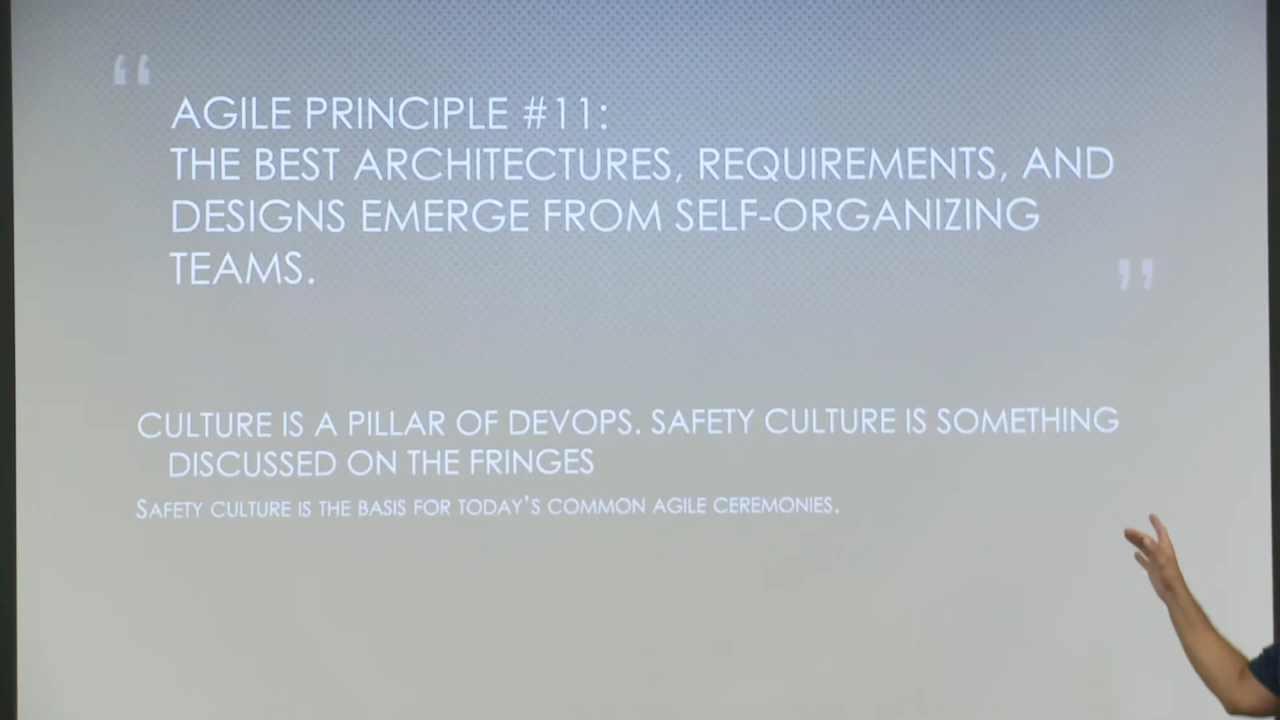 “
AGILE PRINCIPLE #11:
THE BEST ARCHITECTURES, REQUIREMENTS, AND
DESIGNS EMERGE FROM SELF-ORGANIZING
TEAMS.
”
CULTURE IS A PILLAR OF DEVOPS. SAFETY CULTURE IS SOMETHING
DISCUSSED ON THE FRINGES
SAFETY CULTURE IS THE BASIS FOR TODAY’S COMMON AGILE CEREMONIES.